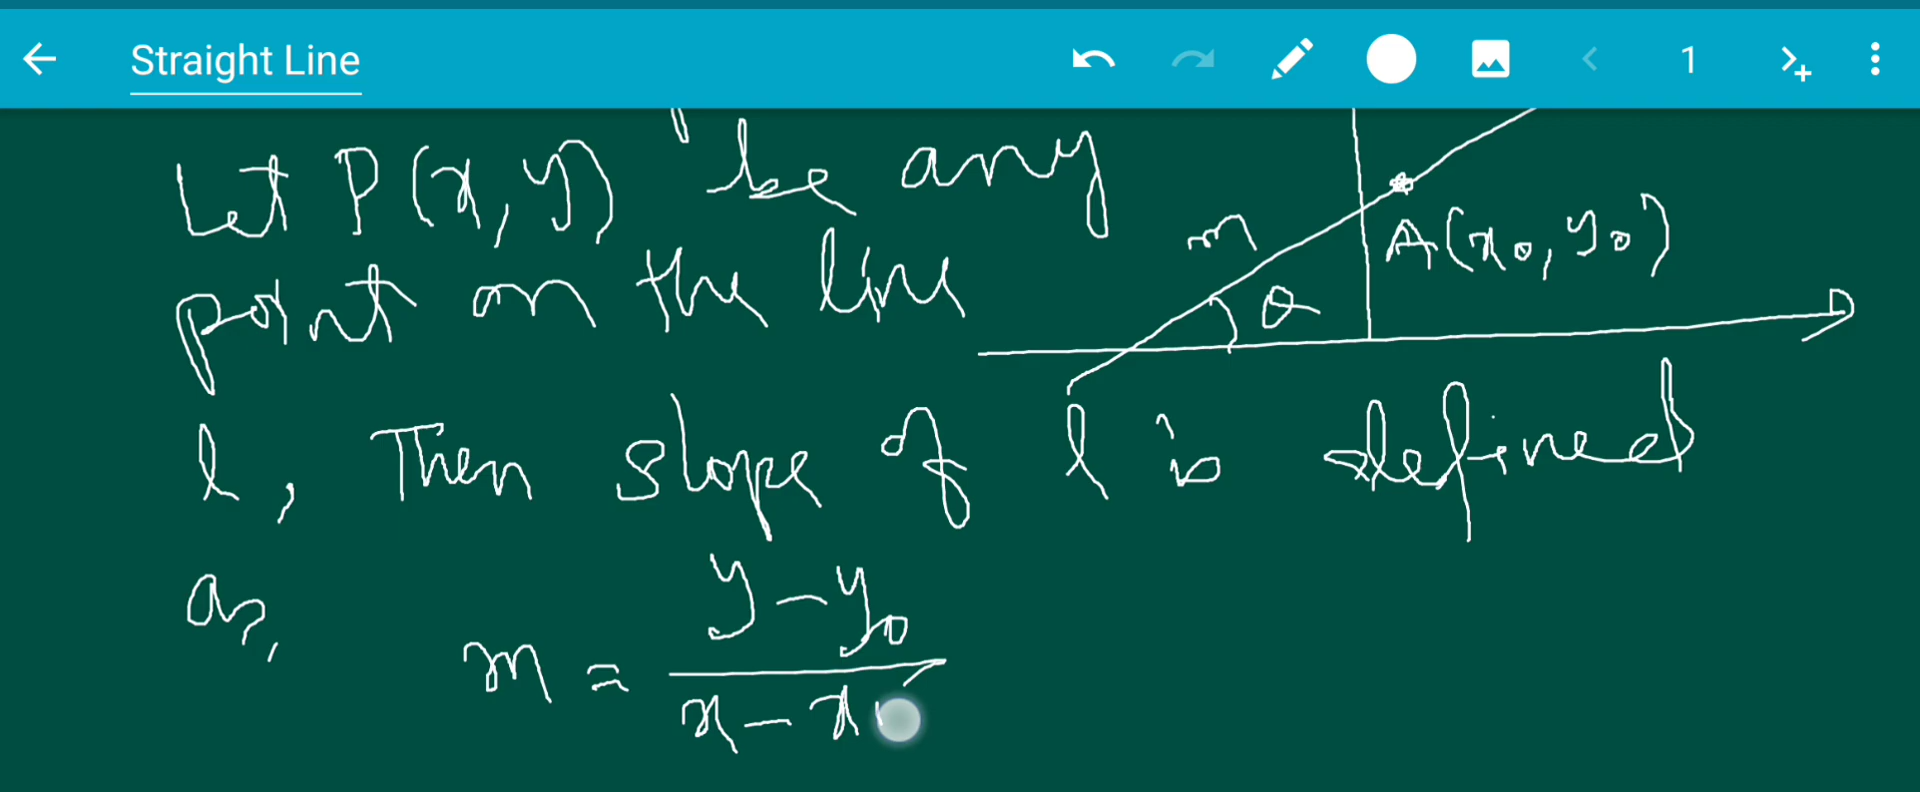 Straight Line
1
Let P(x, y) be any
point on the line
l, Then slope of l is defined
as,
m = y - y₀ / x - x
m
θ
A(x₀, y₀)